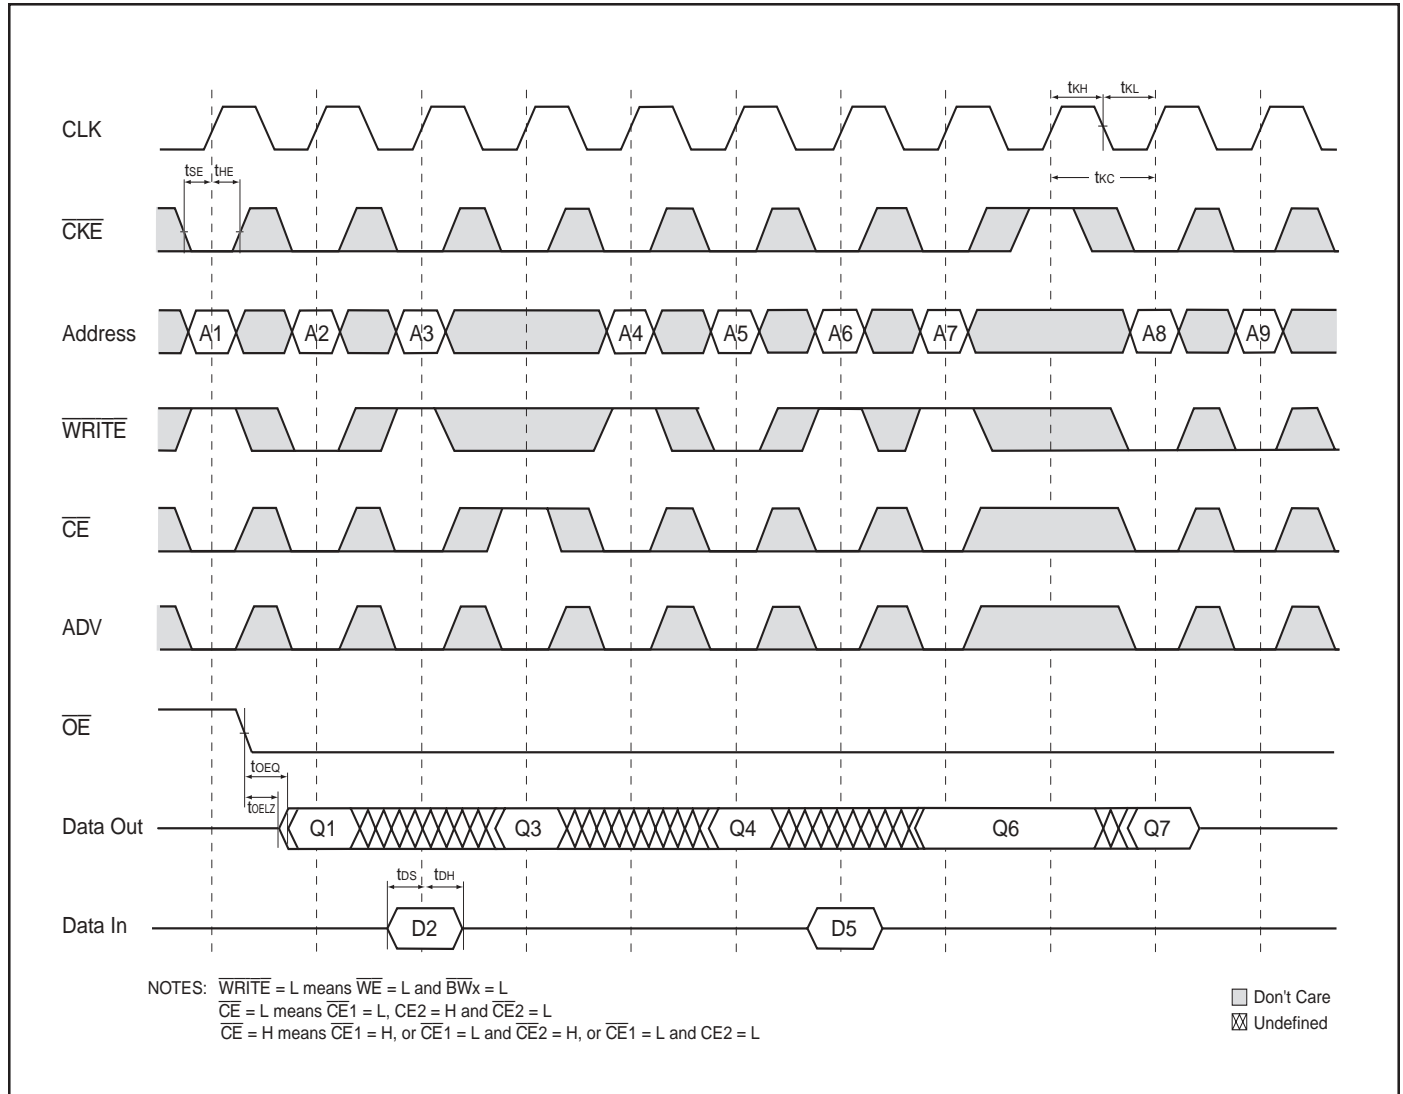 tKH tKL
CLK
tSE tHE
tKC
CKE
Address A1 A2 A3 A4 A5 A6 A7 A8 A9
WRITE
CE
ADV
OE
tOEQ
tOELZ
Data Out Q1 Q3 Q4 Q6 Q7
tDS tDH
Data In D2 D5
NOTES: WRITE = L means WE = L and BWx = L
CE = L means CE1 = L, CE2 = H and CE2 = L
CE = H means CE1 = H, or CE1 = L and CE2 = H, or CE1 = L and CE2 = L
Don't Care
Undefined